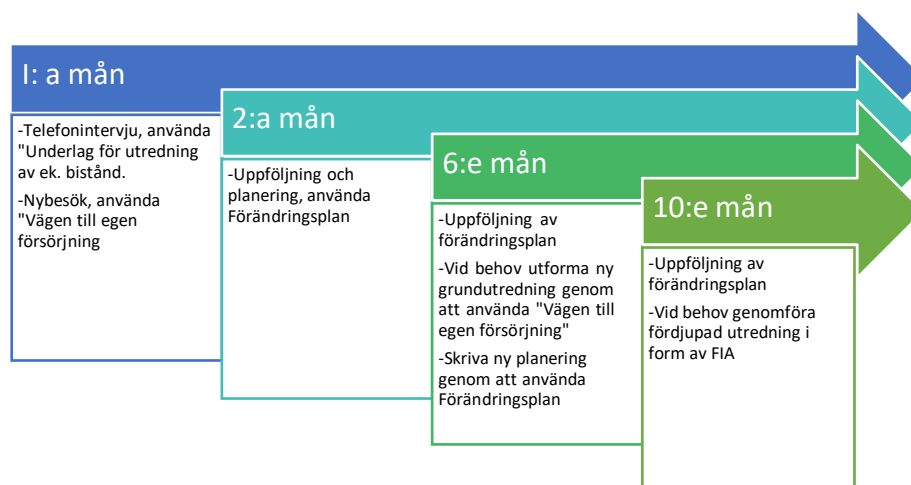 I: a mån
-Telefonintervju, använda
"Underlag för utredning
av ek. bistånd.
-Nybesök, använda
"Vägen till egen
försörjning
2:a mån
-Uppföljning och
planering, använda
Förändringsplan
6:e mån
-Uppföljning av
förändringsplan
-Vid behov utforma ny
grundutredning genom
att använda "Vägen till
egen försörjning"
-Skriva ny planering
genom att använda
Förändringsplan
10:e mån
-Uppföljning av
förändringsplan
-Vid behov genomföra
fördjupad utredning i
form av FIA